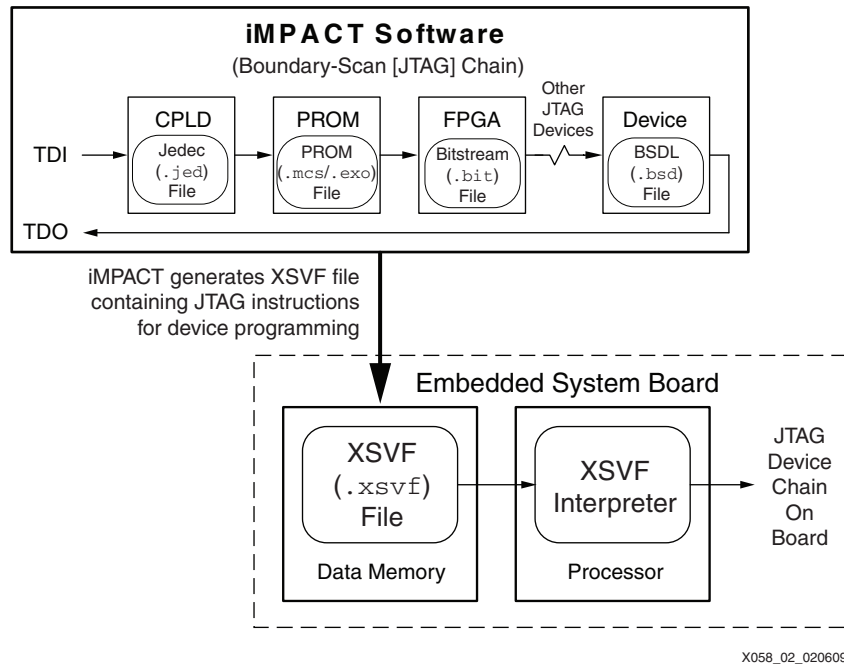 iMPACT Software
(Boundary-Scan [JTAG] Chain)
TDI
CPLD
Jedec
(.jed)
File
PROM
PROM
(.mcs/.exo)
File
FPGA
Bitstream
(.bit)
File
Other
JTAG
Devices
Device
BSDL
(.bsd)
File
TDO
iMPACT generates XSVF file
containing JTAG instructions
for device programming
Embedded System Board
XSVF
(.xsvf)
File
Data Memory
XSVF
Interpreter
Processor
JTAG
Device
Chain
On
Board
X058_02_020609